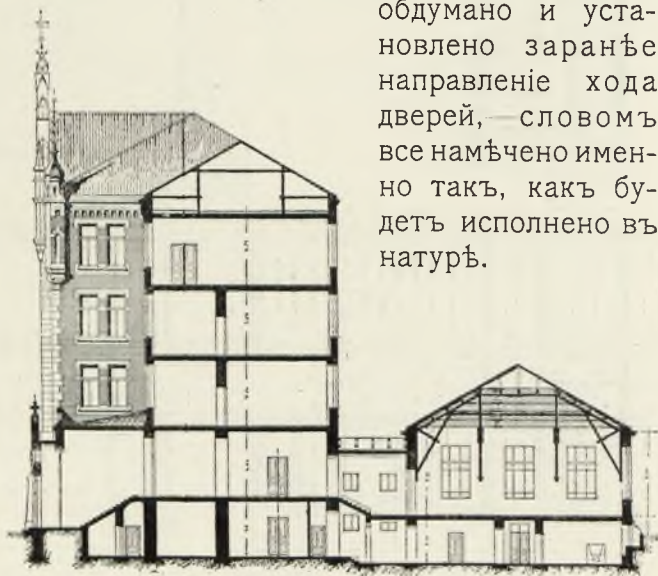 обдумано и уста-
новлено заранѣе
направленіе хода
дверей, словомъ
все намѣчено имен-
но такъ, какъ бу-
детъ исполнено въ
натурѣ.